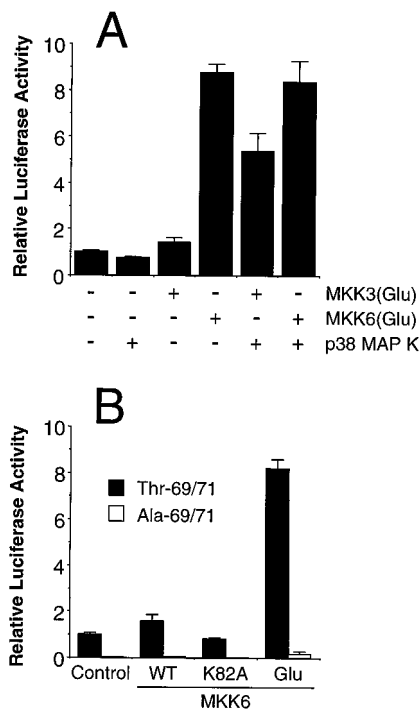 A
Relative Luciferase Activity
10
8
6
4
2
0
- - + - + - MKK3(Glu)
- - - + - + MKK6(Glu)
- + - - + + p38 MAP K
B
Relative Luciferase Activity
10
8
6
4
2
0
Thr-69/71
Ala-69/71
Control WT K82A Glu
MKK6